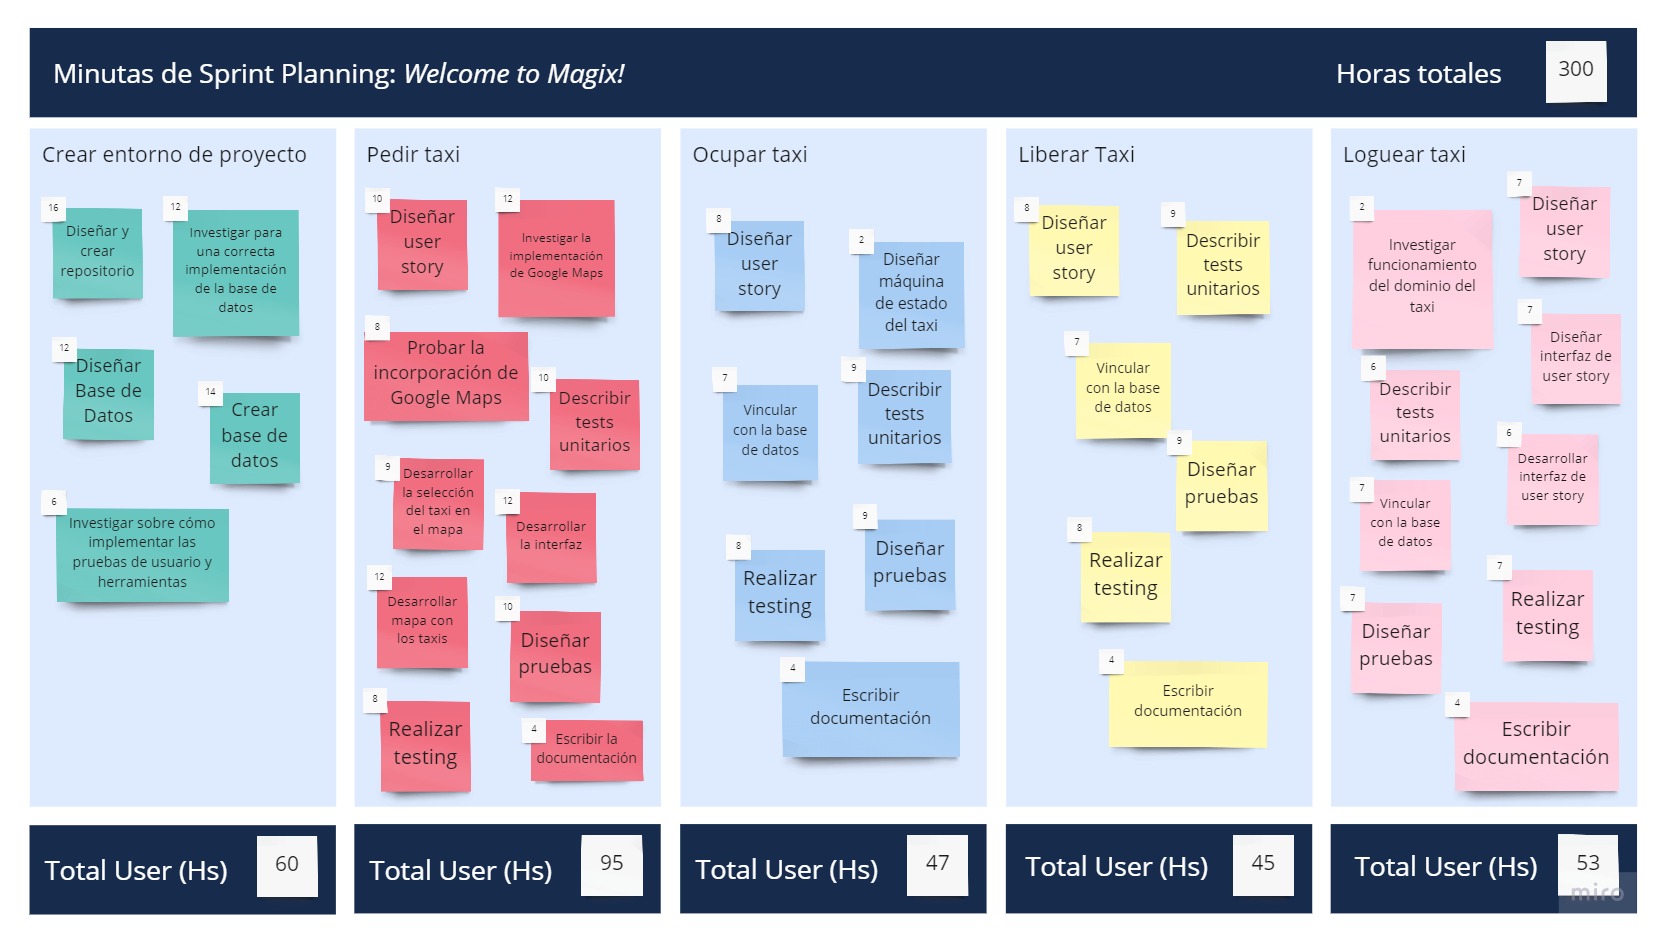 Minutas de Sprint Planning: Welcome to Magix!
Horas totales
300
Crear entorno de proyecto
16
Diseñar y
crear
repositorio
12
Investigar para
una correcta
implementación
de la base de
datos
12
Diseñar
Base de
Datos
14
Crear
base de
datos
6
Investigar sobre cómo
implementar las
pruebas de usuario y
herramientas
Total User (Hs)
60
Pedir taxi
10
Diseñar
user
story
12
Investigar la
implementación
de Google Maps
8
Probar la
incorporación de
Google Maps
10
Describir
tests
unitarios
9
Desarrollar
la selección
del taxi en
el mapa
12
Desarrollar
la interfaz
12
Desarrollar
mapa con
los taxis
10
Diseñar
pruebas
8
Realizar
testing
4
Escribir la
documentación
Total User (Hs)
95
Ocupar taxi
8
Diseñar
user
story
2
Diseñar
máquina
de estado
del taxi
7
Vincular
con la base
de datos
9
Describir
tests
unitarios
8
Realizar
testing
9
Diseñar
pruebas
4
Escribir
documentación
Total User (Hs)
47
Liberar Taxi
8
Diseñar
user
story
9
Describir
tests
unitarios
7
Vincular
con la base
de datos
9
Diseñar
pruebas
8
Realizar
testing
4
Escribir
documentación
Total User (Hs)
45
Loguear taxi
2
Investigar
funcionamiento
del dominio del
taxi
7
Diseñar
user
story
7
Diseñar
interfaz de
user story
6
Describir
tests
unitarios
6
Desarrollar
interfaz de
user story
7
Vincular
con la base
de datos
7
Realizar
testing
7
Diseñar
pruebas
4
Escribir
documentación
Total User (Hs)
53
miro